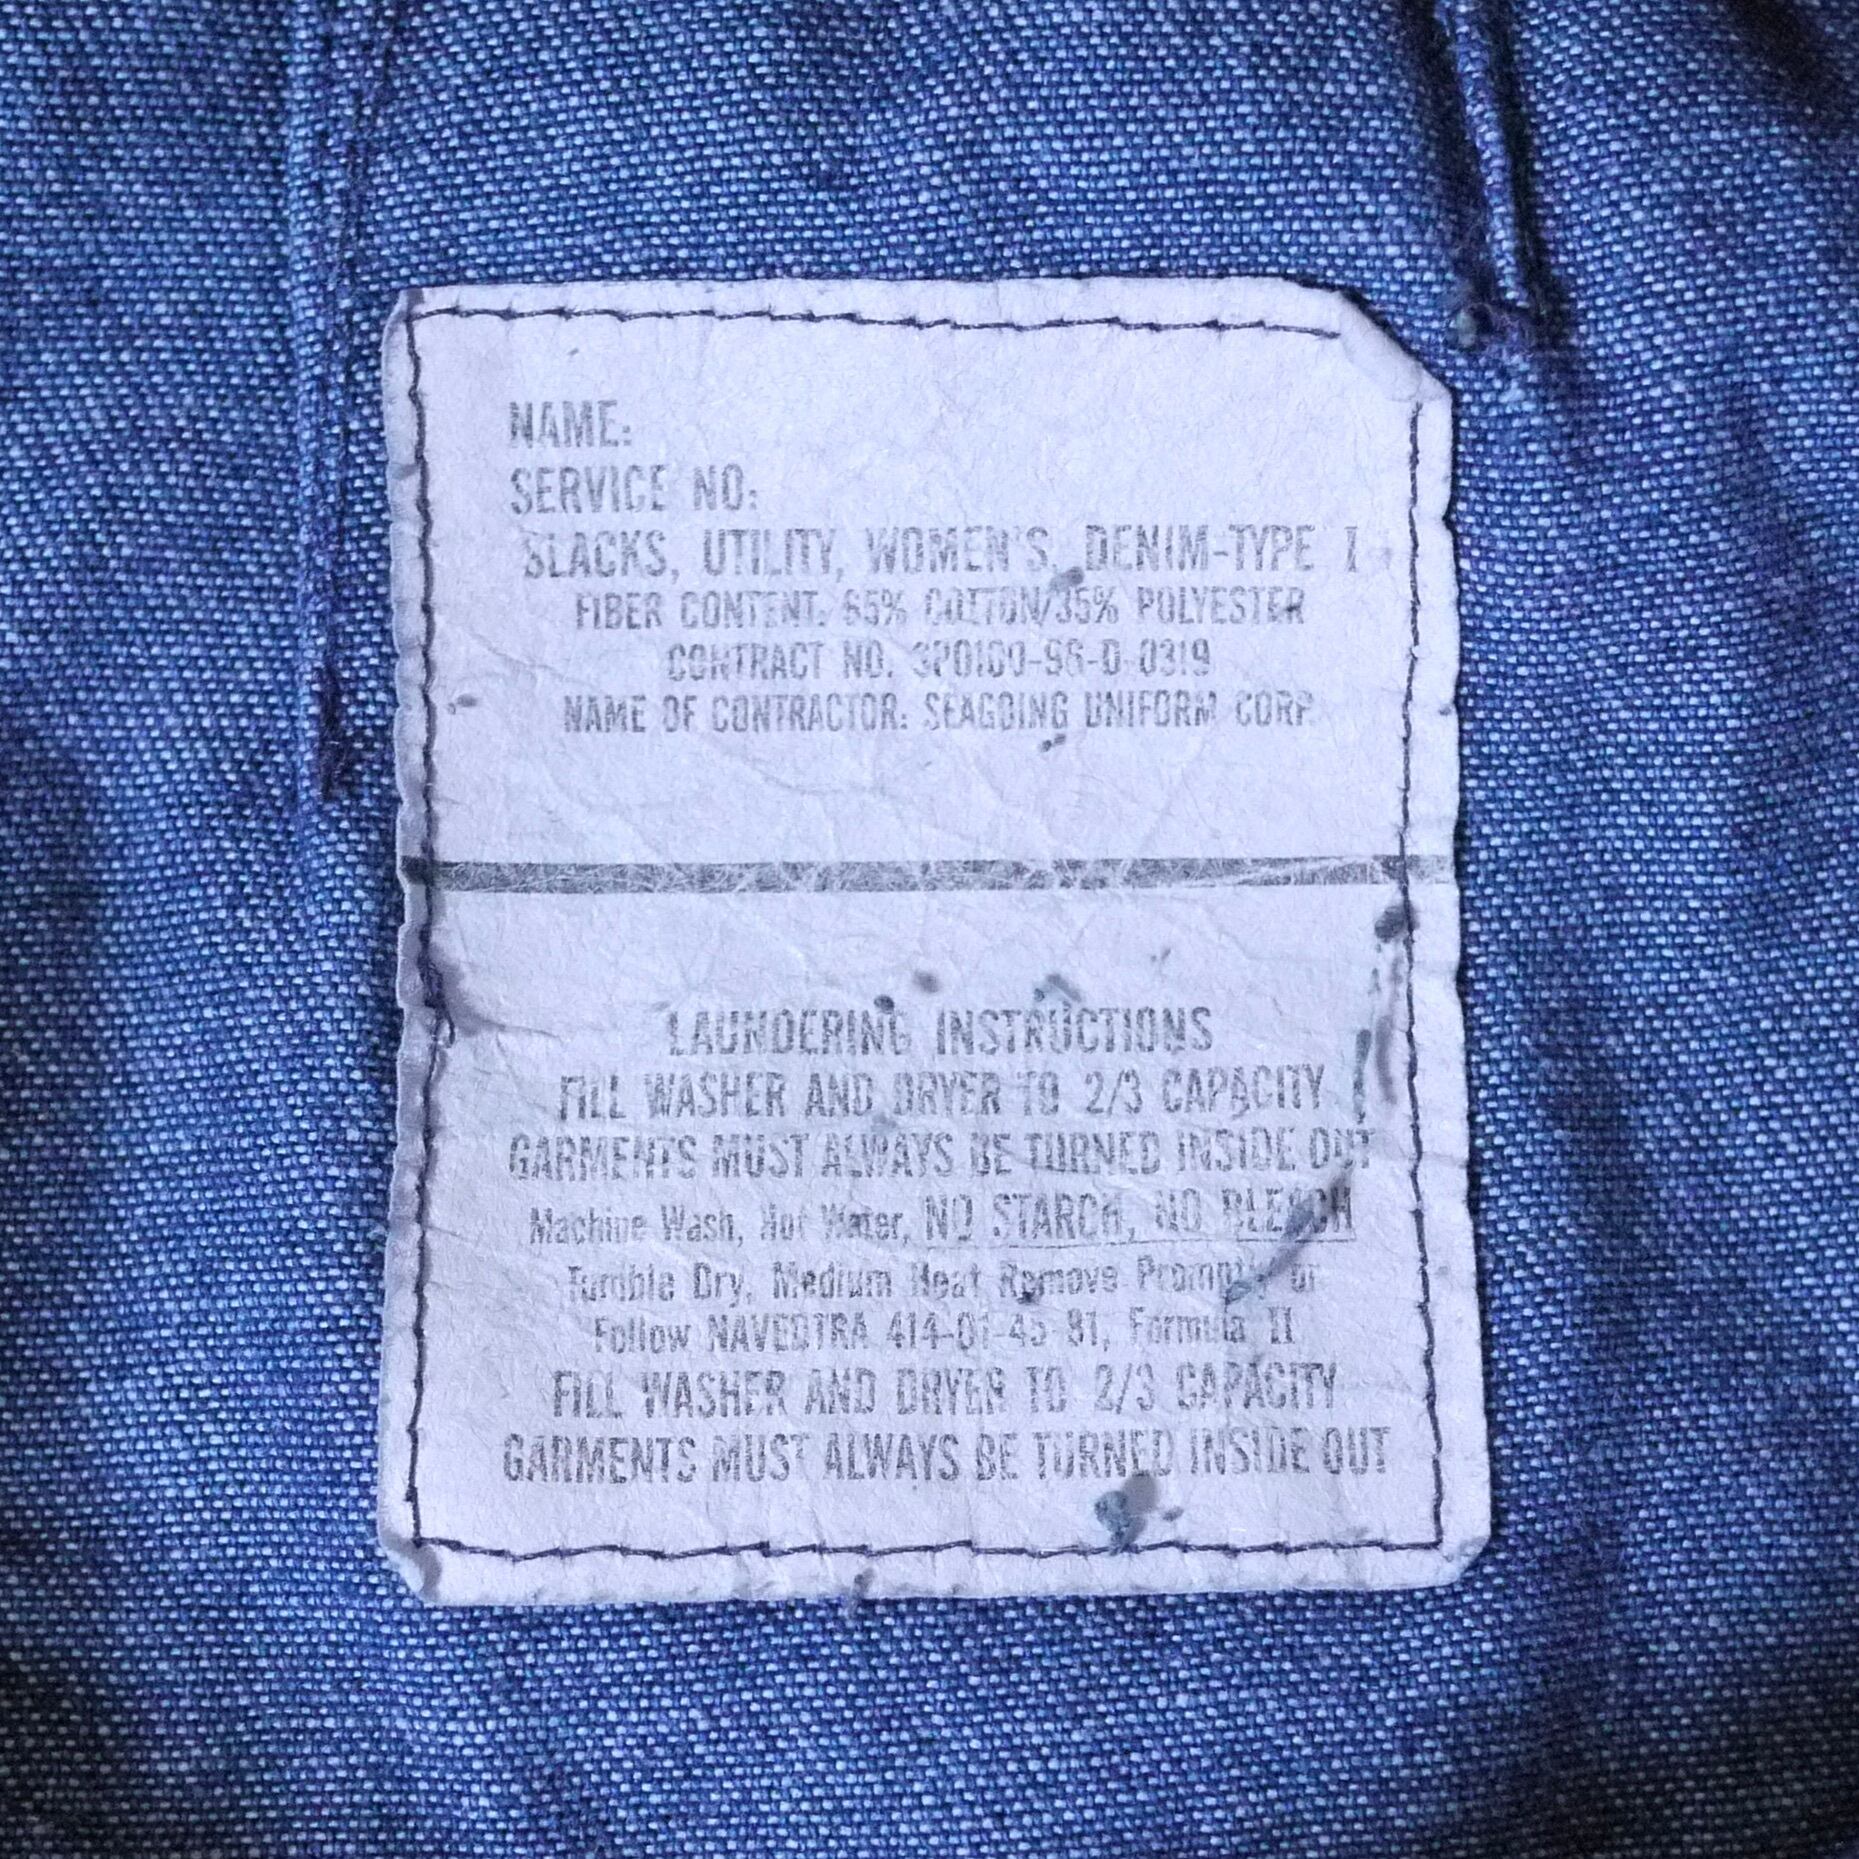 NAME:
SERVICE NO:
SLACKS, UTILITY, WOMEN'S, DENIM-TYPE I
FIBER CONTENT: 65% COTTON/35% POLYESTER
CONTRACT NO. SP0100-96-D-0319
NAME OF CONTRACTOR: SEAGOING UNIFORM CORP.
LAUNDERING INSTRUCTIONS
FILL WASHER AND DRYER TO 2/3 CAPACITY
GARMENTS MUST ALWAYS BE TURNED INSIDE OUT
Machine Wash, Hot Water, NO STARCH, NO BLEACH
Tumble Dry, Medium Heat Remove Promptly or
Follow NAVEDTRA 414-01-45-81, Formula II
FILL WASHER AND DRYER TO 2/3 CAPACITY
GARMENTS MUST ALWAYS BE TURNED INSIDE OUT